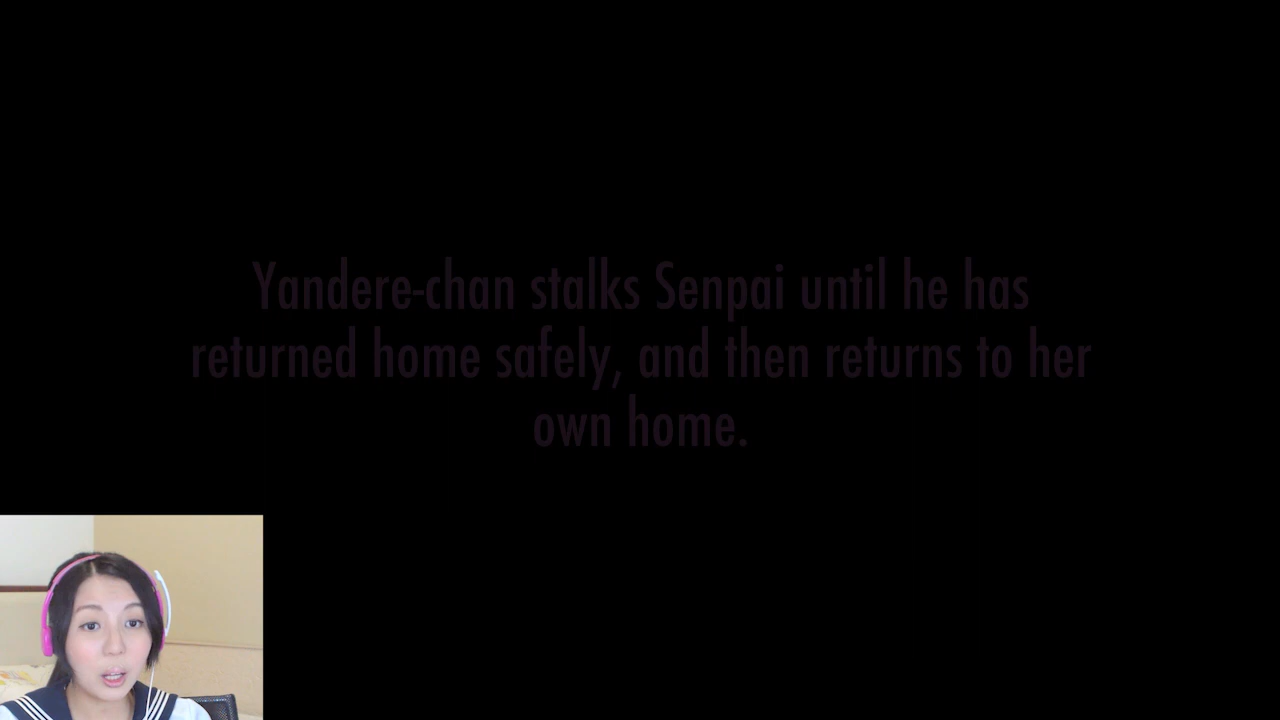 Yandere-chan stalks Senpai until he has
returned home safely, and then returns to her
own home.